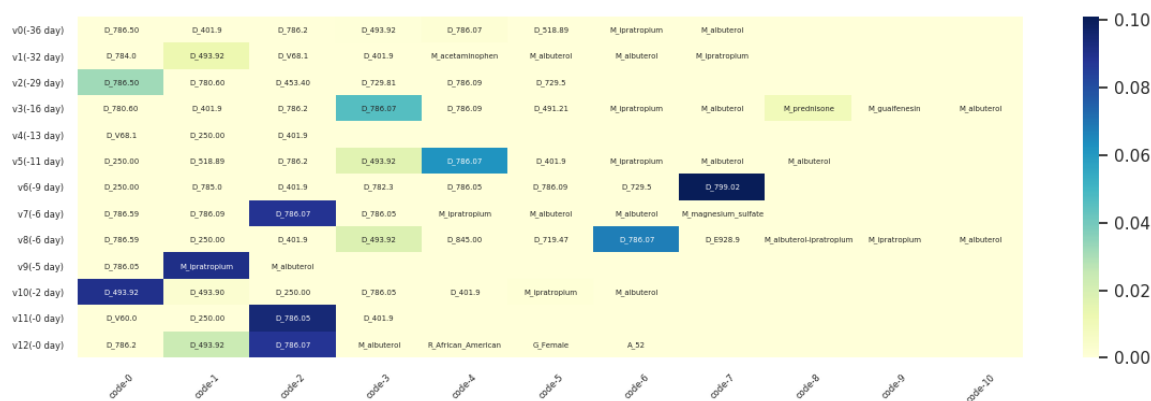 v0(-36 day) D_786.50 D_401.9 D_786.2 D_493.92 D_786.07 D_518.89 M_ipratropium M_albuterol
v1(-32 day) D_784.0 D_493.92 D_V68.1 D_401.9 M_acetaminophen M_albuterol M_albuterol M_ipratropium
v2(-29 day) D_786.50 D_780.60 D_453.40 D_729.81 D_786.09 D_729.5
v3(-16 day) D_780.60 D_401.9 D_786.2 D_786.07 D_786.09 D_491.21 M_ipratropium M_albuterol M_prednisone M_guaifenesin M_albuterol
v4(-13 day) D_V68.1 D_250.00 D_401.9
v5(-11 day) D_250.00 D_518.89 D_786.2 D_493.92 D_786.07 D_401.9 M_ipratropium M_albuterol M_albuterol
v6(-9 day) D_250.00 D_785.0 D_401.9 D_782.3 D_786.05 D_786.09 D_729.5 D_799.02
v7(-6 day) D_786.59 D_786.09 D_786.07 D_786.05 M_ipratropium M_albuterol M_albuterol M_magnesium_sulfate
v8(-6 day) D_786.59 D_250.00 D_401.9 D_493.92 D_845.00 D_719.47 D_786.07 D_E928.9 M_albuterol-ipratropium M_ipratropium M_albuterol
v9(-5 day) D_786.05 M_ipratropium M_albuterol
v10(-2 day) D_493.92 D_493.90 D_250.00 D_786.05 D_401.9 M_ipratropium M_albuterol
v11(-0 day) D_V60.0 D_250.00 D_786.05 D_401.9
v12(-0 day) D_786.2 D_493.92 D_786.07 M_albuterol R_African_American G_Female A_52
code-0 code-1 code-2 code-3 code-4 code-5 code-6 code-7 code-8 code-9 code-10
0.10
0.08
0.06
0.04
0.02
0.00